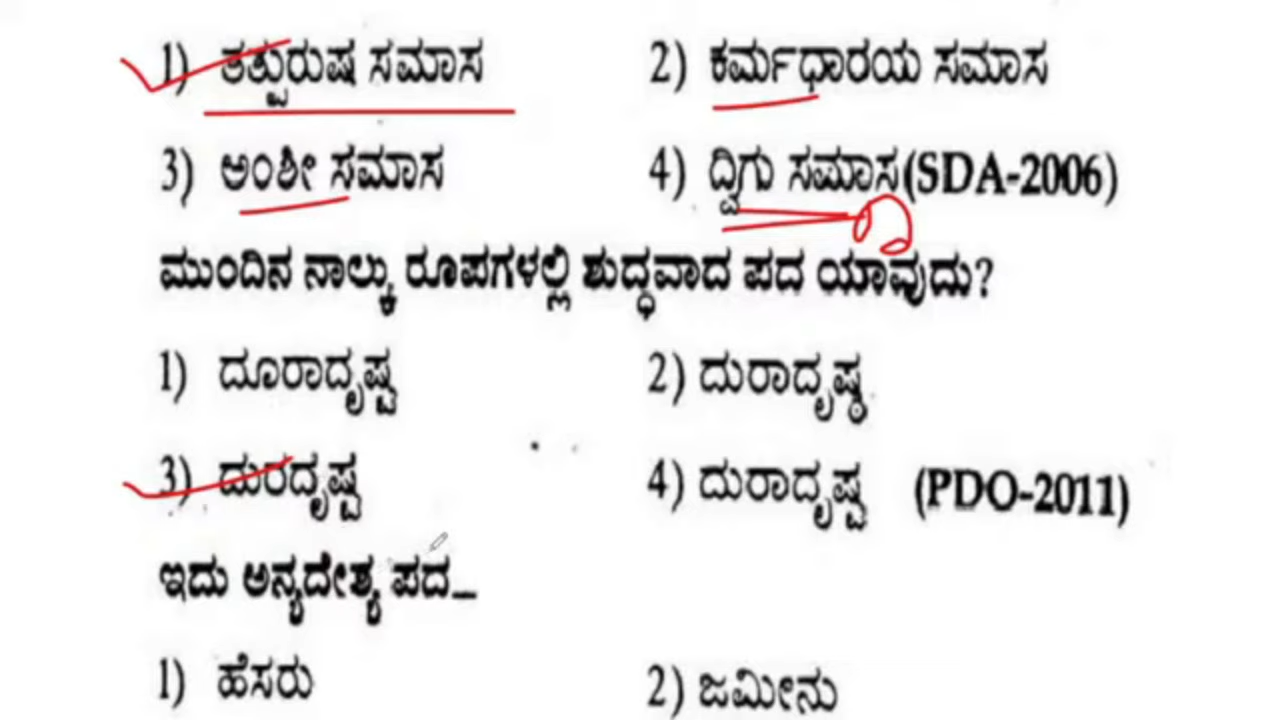 1) ತತ್ಪುರುಷ ಸಮಾಸ 2) ಕರ್ಮಧಾರಯ ಸಮಾಸ
3) ಅಂಶೀ ಸಮಾಸ 4) ದ್ವಿಗು ಸಮಾಸ(SDA-2006)
ಮುಂದಿನ ನಾಲ್ಕು ರೂಪಗಳಲ್ಲಿ ಶುದ್ಧವಾದ ಪದ ಯಾವುದು?
1) ದೂರಾದೃಷ್ಟ 2) ದುರಾದೃಷ್ಠ
3) ದುರದೃಷ್ಟ 4) ದುರಾದೃಷ್ಟ (PDO-2011)
ಇದು ಅನ್ಯದೇಶ್ಯ ಪದ_
1) ಹೆಸರು 2) ಜಮೀನು